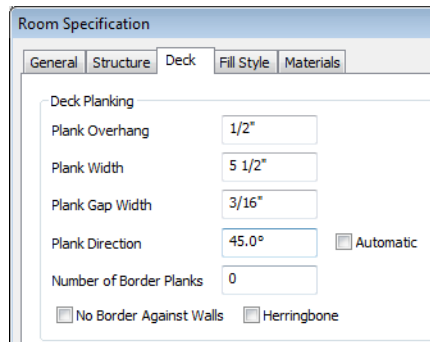 Room Specification
General Structure Deck Fill Style Materials
Deck Planking
Plank Overhang 1/2"
Plank Width 5 1/2"
Plank Gap Width 3/16"
Plank Direction 45.0° Automatic
Number of Border Planks 0
No Border Against Walls Herringbone